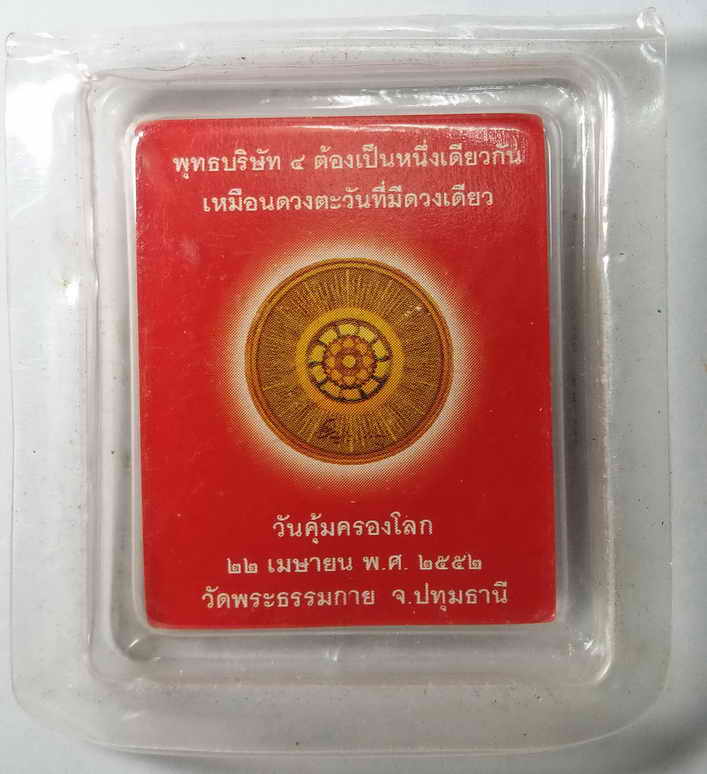 พุทธบริษัท ๔ ต้องเป็นหนึ่งเดียวกัน
เหมือนดวงตะวันที่มีดวงเดียว
วันคุ้มครองโลก
๒๒ เมษายน พ.ศ. ๒๕๕๒
วัดพระธรรมกาย จ.ปทุมธานี